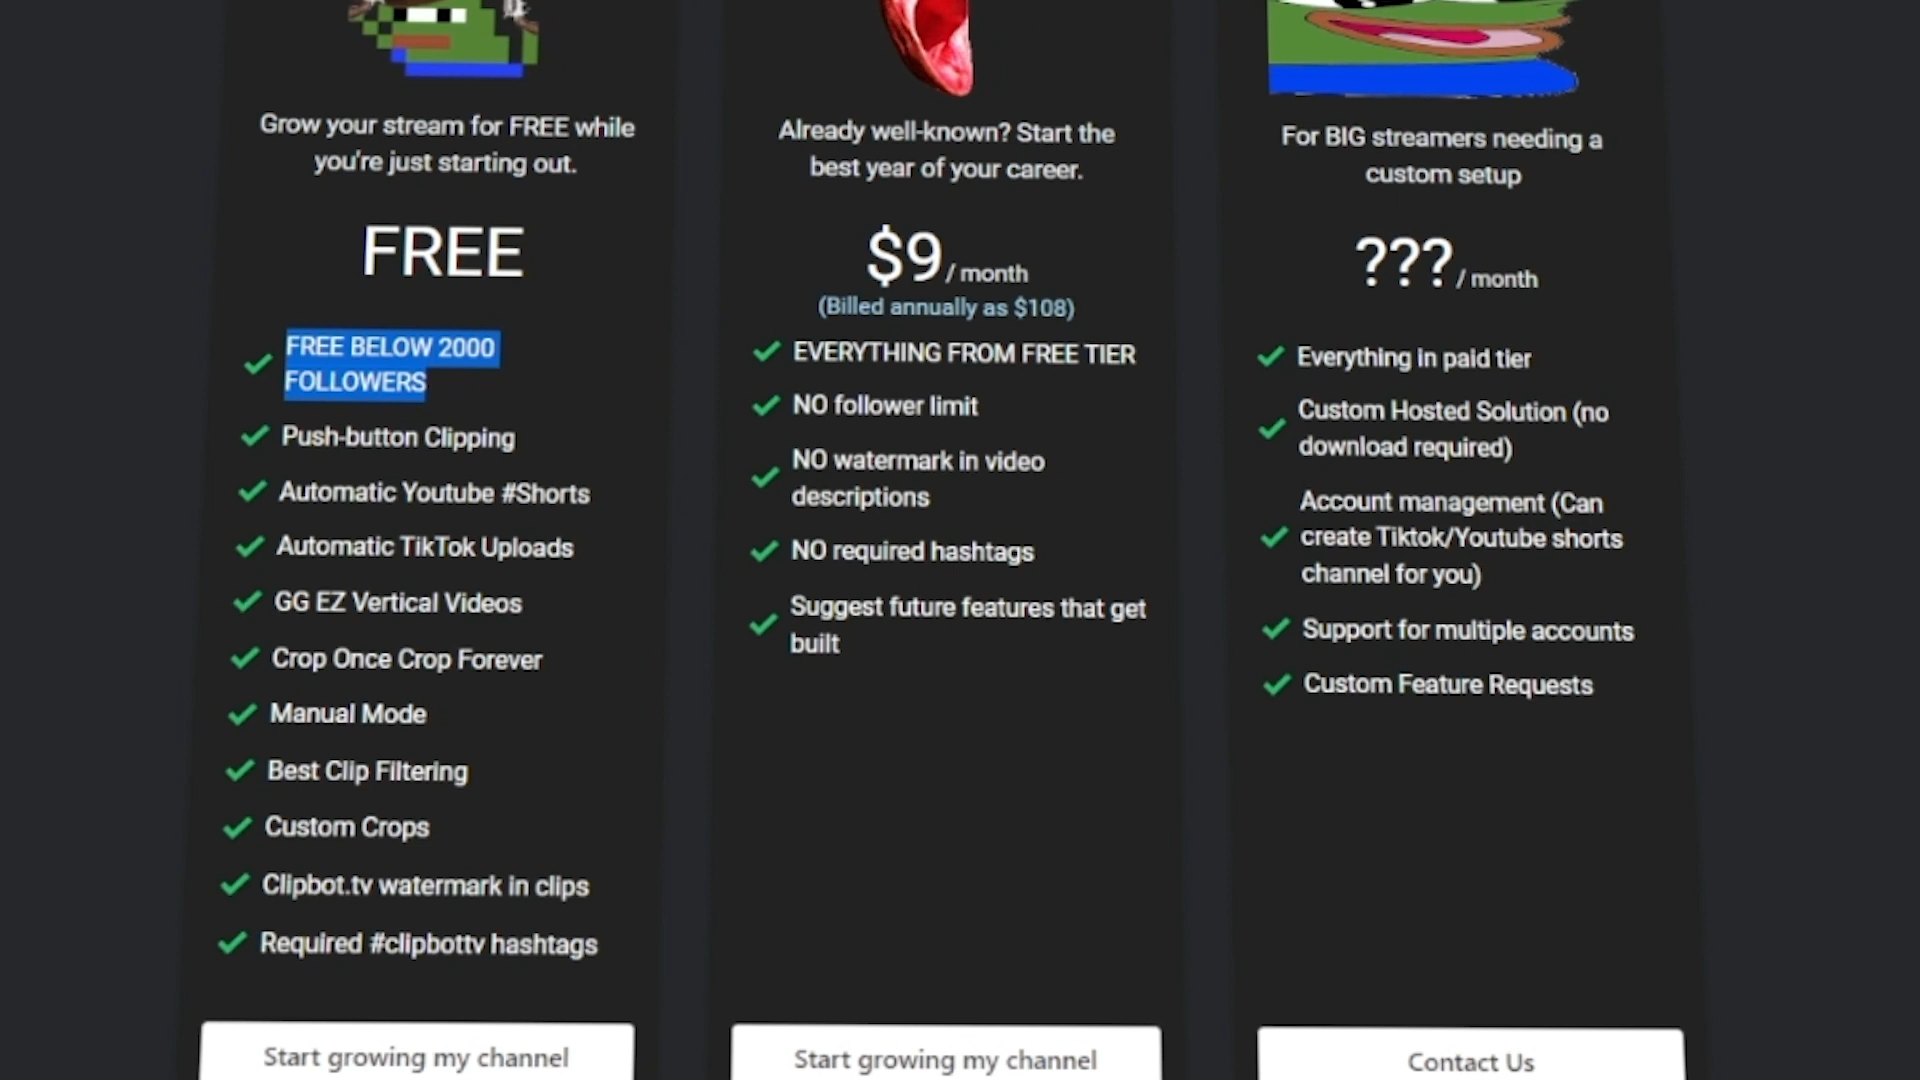 Grow your stream for FREE while
you're just starting out.
FREE
FREE BELOW 2000
FOLLOWERS
Push-button Clipping
Automatic Youtube #Shorts
Automatic TikTok Uploads
GG EZ Vertical Videos
Crop Once Crop Forever
Manual Mode
Best Clip Filtering
Custom Crops
Clipbot.tv watermark in clips
Required #clipbottv hashtags
Start growing my channel
Already well-known? Start the
best year of your career.
$9 / month
(Billed annually as $108)
EVERYTHING FROM FREE TIER
NO follower limit
NO watermark in video
descriptions
NO required hashtags
Suggest future features that get
built
Start growing my channel
For BIG streamers needing a
custom setup
??? / month
Everything in paid tier
Custom Hosted Solution (no
download required)
Account management (Can
create Tiktok/Youtube shorts
channel for you)
Support for multiple accounts
Custom Feature Requests
Contact Us